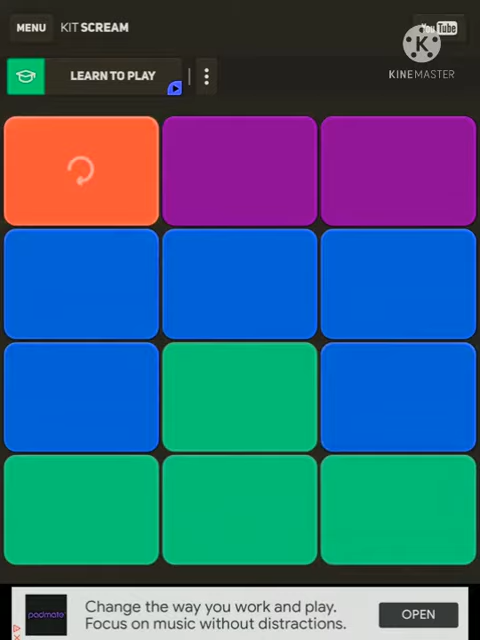 MENU KIT SCREAM YouTube
K
KINEMASTER
LEARN TO PLAY
padmate
Change the way you work and play.
Focus on music without distractions.
OPEN